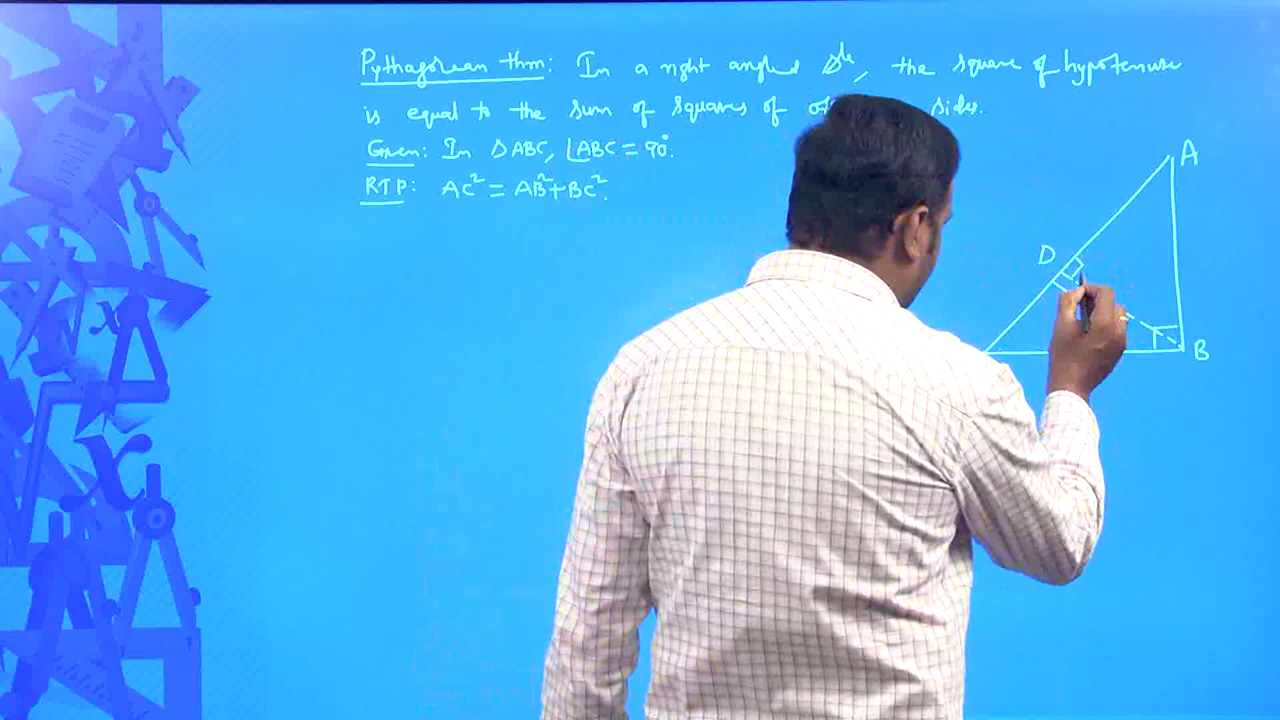 Pythagorean thm: In a right angled Δle, the square of hypotenuse
is equal to the sum of squares of sides.
Given: In ΔABC, ∠ABC = 90°.
RTP: AC² = AB² + BC².
A
D
B
x
x